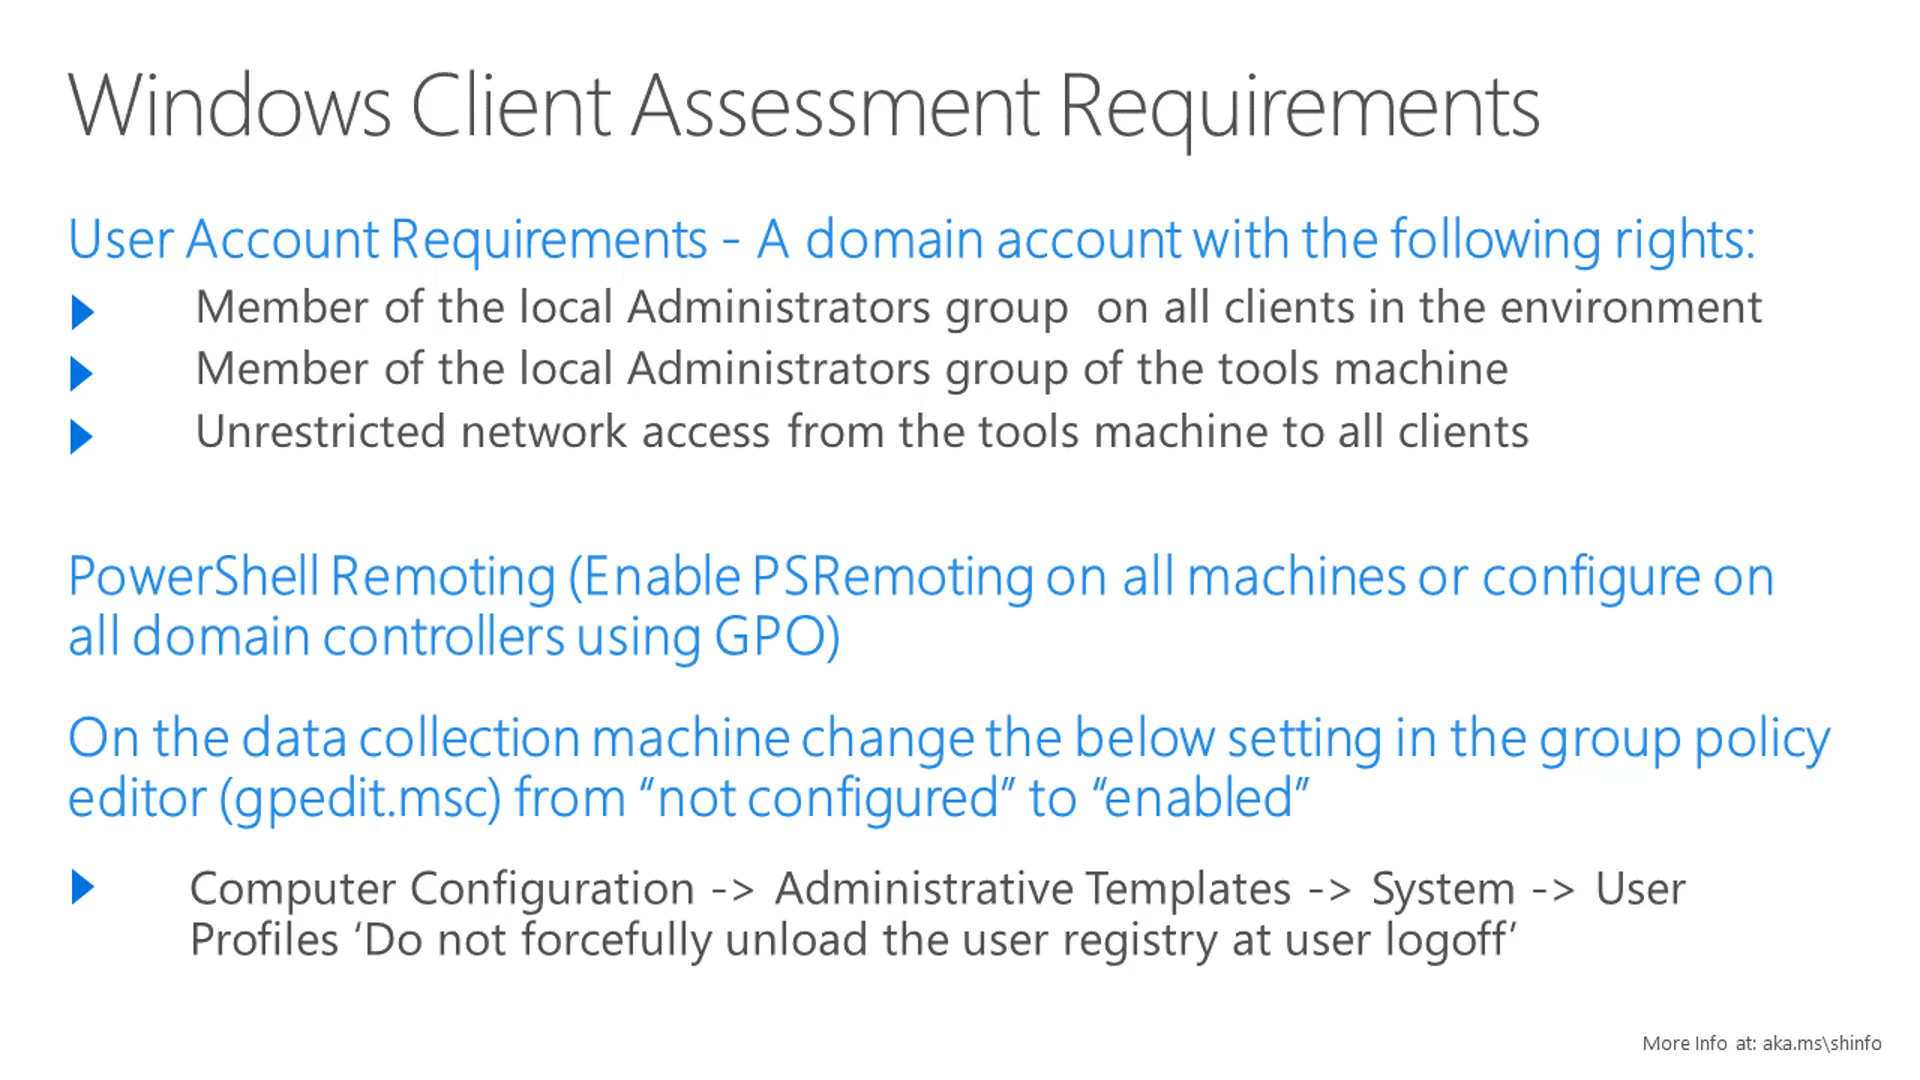 Windows Client Assessment Requirements
User Account Requirements - A domain account with the following rights:
Member of the local Administrators group  on all clients in the environment
Member of the local Administrators group of the tools machine
Unrestricted network access from the tools machine to all clients
PowerShell Remoting (Enable PSRemoting on all machines or configure on
all domain controllers using GPO)
On the data collection machine change the below setting in the group policy
editor (gpedit.msc) from “not configured” to “enabled”
Computer Configuration -> Administrative Templates -> System -> User
Profiles ‘Do not forcefully unload the user registry at user logoff’
More Info at: aka.ms\shinfo